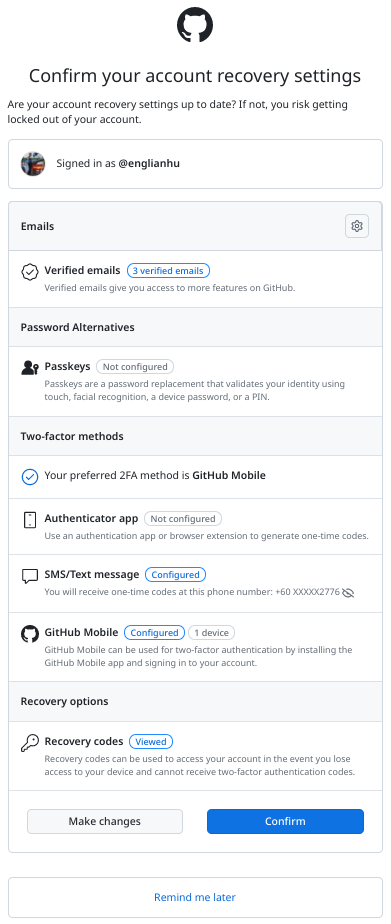 Confirm your account recovery settings
Are your account recovery settings up to date? If not, you risk getting
locked out of your account.
Signed in as @englianhu
Emails
Verified emails 3 verified emails
Verified emails give you access to more features on GitHub.
Password Alternatives
Passkeys Not configured
Passkeys are a password replacement that validates your identity using
touch, facial recognition, a device password, or a PIN.
Two-factor methods
Your preferred 2FA method is GitHub Mobile
Authenticator app Not configured
Use an authentication app or browser extension to generate one-time codes.
SMS/Text message Configured
You will receive one-time codes at this phone number: +60 XXXXX2776
GitHub Mobile Configured 1 device
GitHub Mobile can be used for two-factor authentication by installing the
GitHub Mobile app and signing in to your account.
Recovery options
Recovery codes Viewed
Recovery codes can be used to access your account in the event you lose
access to your device and cannot receive two-factor authentication codes.
Make changes Confirm
Remind me later